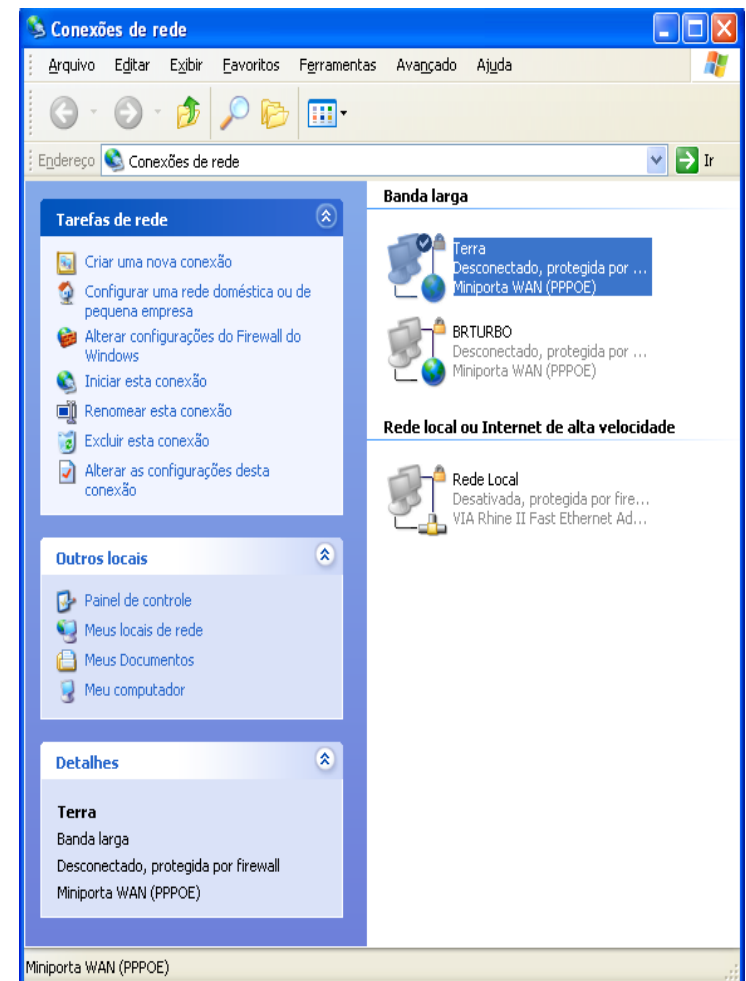 Conexões de rede
Arquivo Editar Exibir Favoritos Ferramentas Avançado Ajuda
Endereço Conexões de rede Ir
Tarefas de rede
Criar uma nova conexão
Configurar uma rede doméstica ou de
pequena empresa
Alterar configurações do Firewall do
Windows
Iniciar esta conexão
Renomear esta conexão
Excluir esta conexão
Alterar as configurações desta
conexão
Outros locais
Painel de controle
Meus locais de rede
Meus Documentos
Meu computador
Detalhes
Terra
Banda larga
Desconectado, protegida por firewall
Miniporta WAN (PPPOE)
Banda larga
Terra
Desconectado, protegida por ...
Miniporta WAN (PPPOE)
BRTURBO
Desconectado, protegida por ...
Miniporta WAN (PPPOE)
Rede local ou Internet de alta velocidade
Rede Local
Desativada, protegida por fire...
VIA Rhine II Fast Ethernet Ad...
Miniporta WAN (PPPOE)